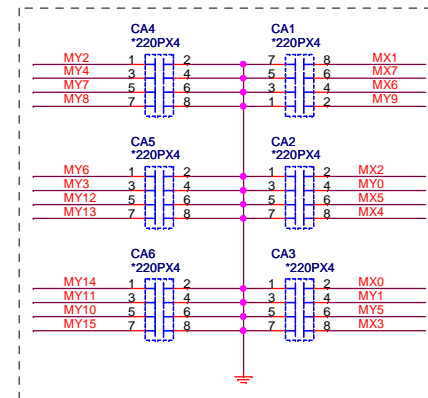 CA4 CA1
*220PX4 *220PX4
MY2 1 2 7 8 MX1
MY4 3 4 5 6 MX7
MY7 5 6 3 4 MX6
MY8 7 8 1 2 MY9
CA5 CA2
*220PX4 *220PX4
MY6 1 2 1 2 MX2
MY3 3 4 3 4 MY0
MY12 5 6 5 6 MX5
MY13 7 8 7 8 MX4
CA6 CA3
*220PX4 *220PX4
MY14 1 2 1 2 MX0
MY11 3 4 3 4 MY1
MY10 5 6 5 6 MY5
MY15 7 8 7 8 MX3